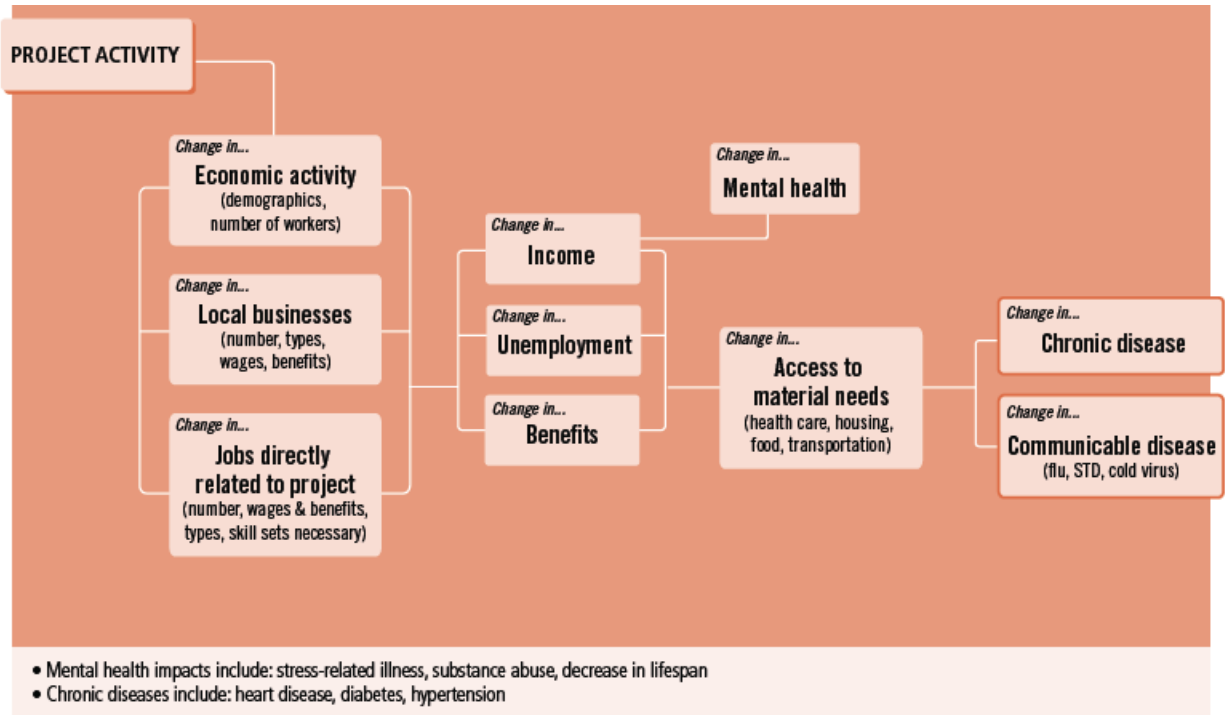 PROJECT ACTIVITY
Change in...
Economic activity
(demographics,
number of workers)
Change in...
Local businesses
(number, types,
wages, benefits)
Change in...
Jobs directly
related to project
(number, wages & benefits,
types, skill sets necessary)
Change in...
Income
Change in...
Unemployment
Change in...
Benefits
Change in...
Mental health
Change in...
Access to
material needs
(health care, housing,
food, transportation)
Change in...
Chronic disease
Change in...
Communicable disease
(flu, STD, cold virus)
• Mental health impacts include: stress-related illness, substance abuse, decrease in lifespan
• Chronic diseases include: heart disease, diabetes, hypertension